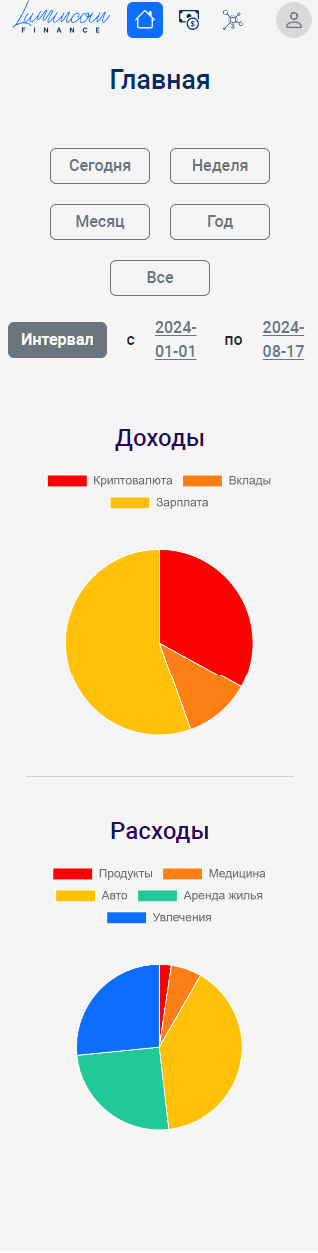 Lumincoin
FINANCE
Главная
Сегодня Неделя
Месяц Год
Все
Интервал с 2024-01-01 по 2024-08-17
Доходы
Криптовалюта Вклады
Зарплата
Расходы
Продукты Медицина
Авто Аренда жилья
Увлечения